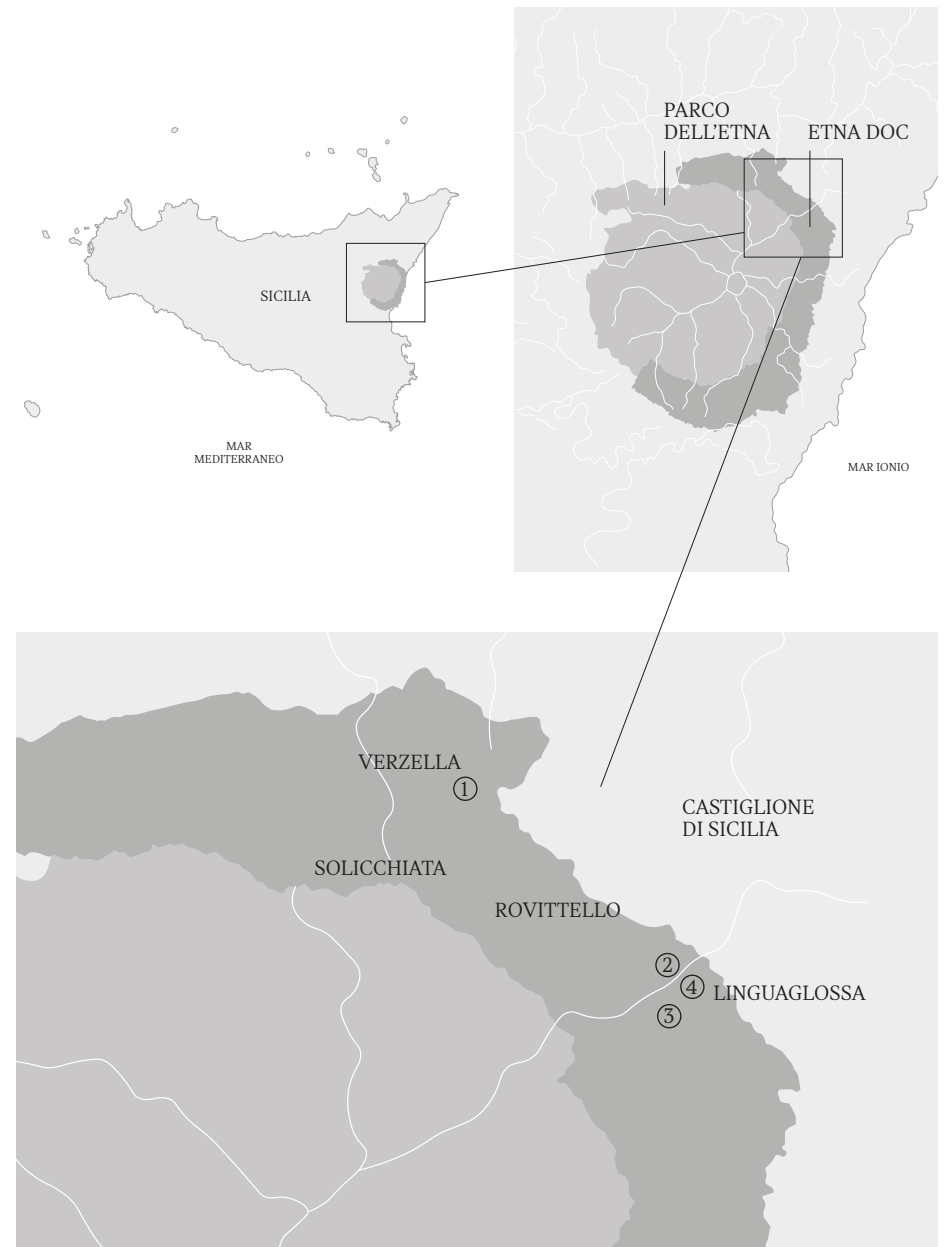 PARCO
DELL'ETNA
ETNA DOC
SICILIA
MAR
MEDITERRANEO
MAR IONIO
VERZELLA
1
CASTIGLIONE
DI SICILIA
SOLICCHIATA
ROVITTELLO
2
4
LINGUAGLOSSA
3